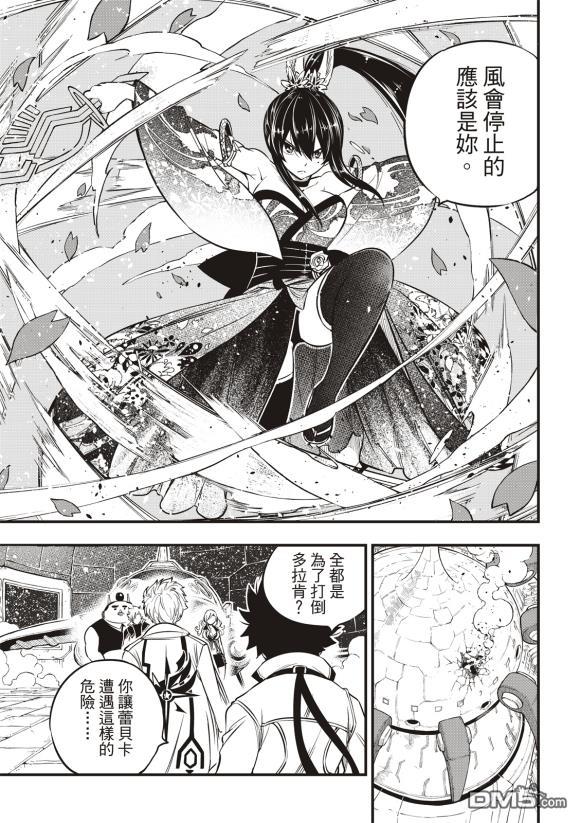 風會停止的
應該是妳。
全都是
為了打倒
多拉肯？
你讓蕾貝卡
遭遇這樣的
危險……
DM5.com